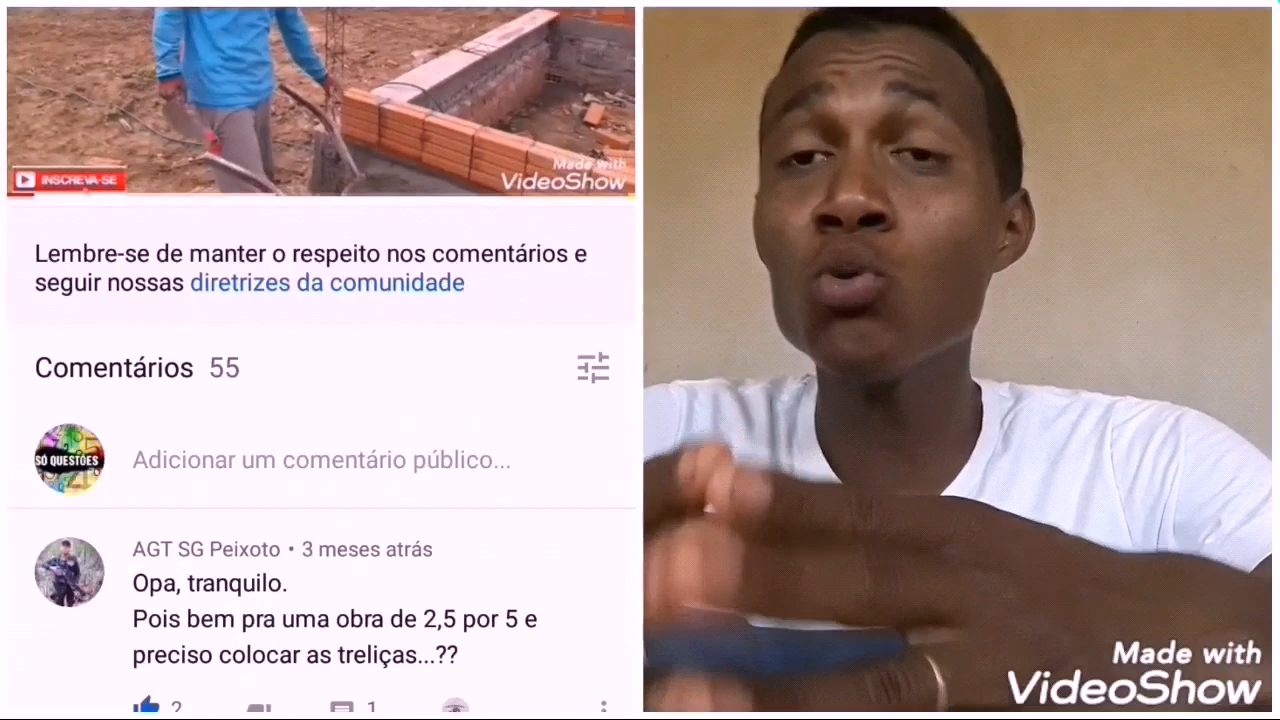 INSCREVA-SE
Made with
VideoShow
Lembre-se de manter o respeito nos comentários e
seguir nossas diretrizes da comunidade
Comentários 55
SÓ QUESTÕES
Adicionar um comentário público...
AGT SG Peixoto • 3 meses atrás
Opa, tranquilo.
Pois bem pra uma obra de 2,5 por 5 e
preciso colocar as treliças...??
2
1
Made with
VideoShow